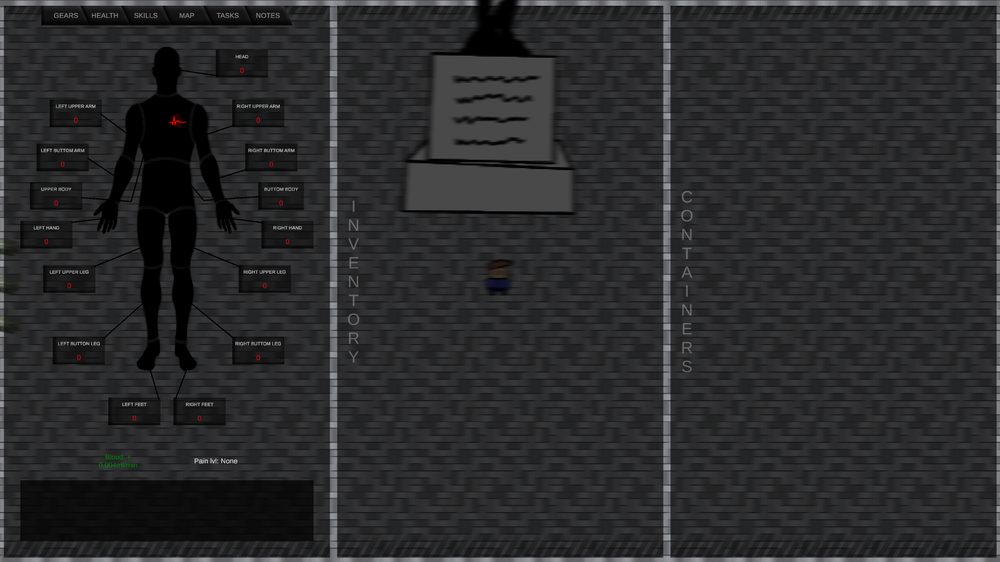 GEARS HEALTH SKILLS MAP TASKS NOTES
HEAD
0
LEFT UPPER ARM
0
RIGHT UPPER ARM
0
LEFT BUTTOM ARM
0
RIGHT BUTTOM ARM
0
UPPER BODY
0
BUTTOM BODY
0
LEFT HAND
0
RIGHT HAND
0
LEFT UPPER LEG
0
RIGHT UPPER LEG
0
LEFT BUTTON LEG
0
RIGHT BUTTOM LEG
0
LEFT FEET
0
RIGHT FEET
0
Blood: +
0,004ml/min
Pain lvl: None
INVENTORY
CONTAINERS